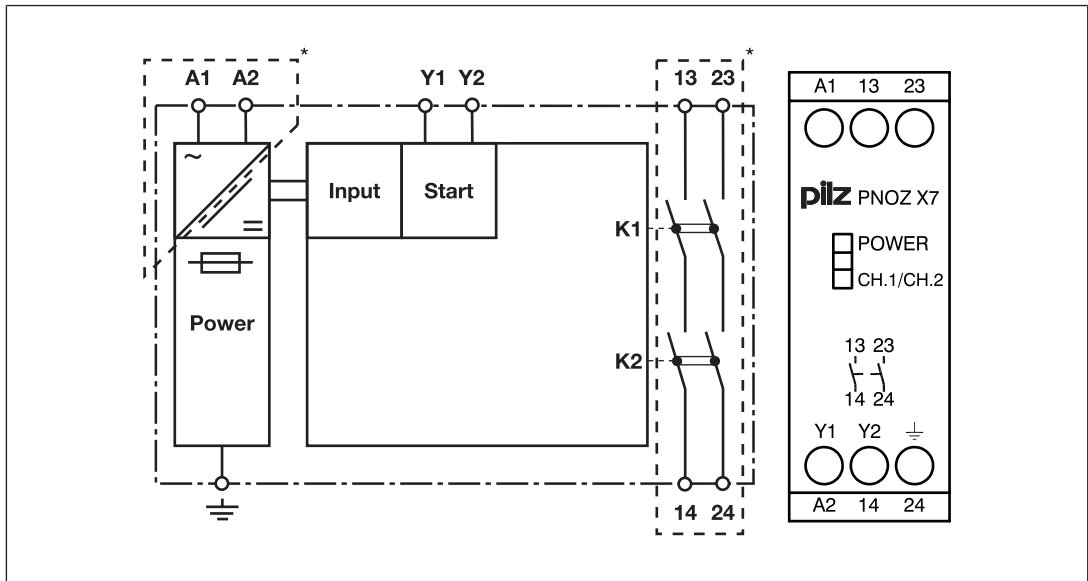 * *
A1 A2 Y1 Y2 13 23
~
Input Start
=
K1
Power
K2
14 24
A1 13 23
pilz PNOZ X7
POWER
CH.1/CH.2
13 23
14 24
Y1 Y2
A2 14 24